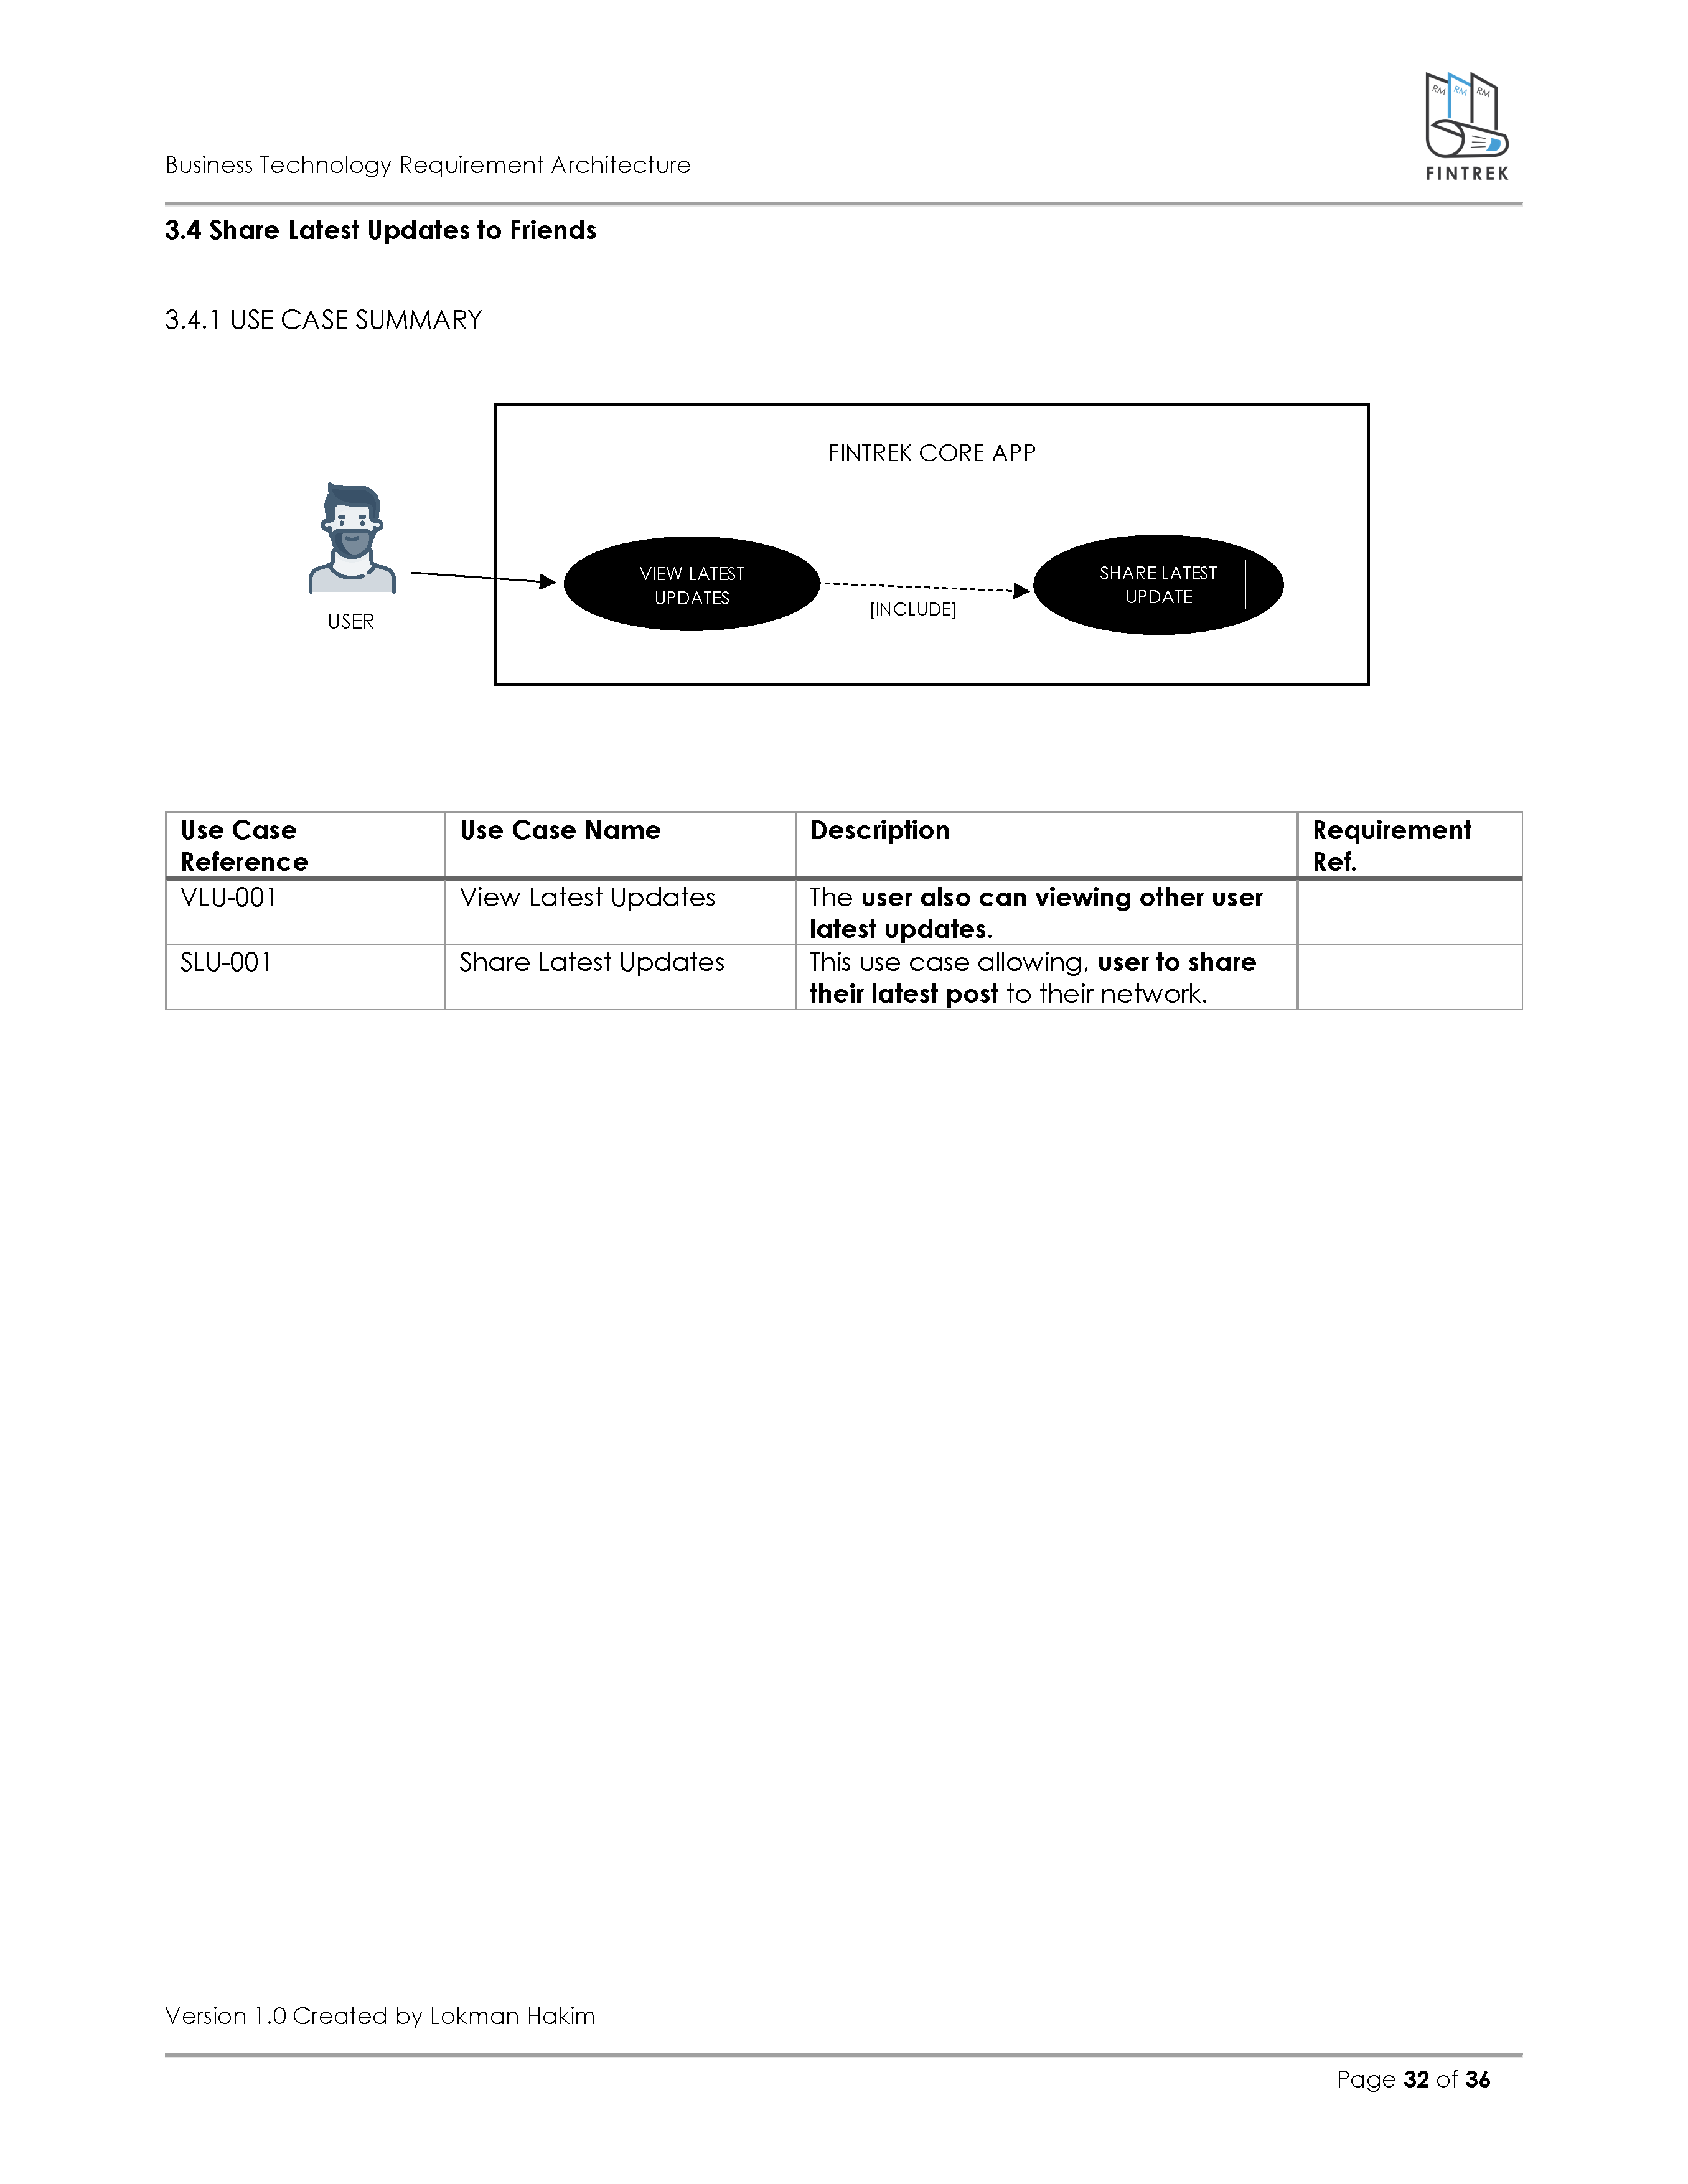 RM RM RM
FINTREK
Business Technology Requirement Architecture
3.4 Share Latest Updates to Friends
3.4.1 USE CASE SUMMARY
FINTREK CORE APP
USER
VIEW LATEST
UPDATES
[INCLUDE]
SHARE LATEST
UPDATE
Use Case
Reference
Use Case Name
Description
Requirement
Ref.
VLU-001
View Latest Updates
The user also can viewing other user
latest updates.
SLU-001
Share Latest Updates
This use case allowing, user to share
their latest post to their network.
Version 1.0 Created by Lokman Hakim
Page 32 of 36